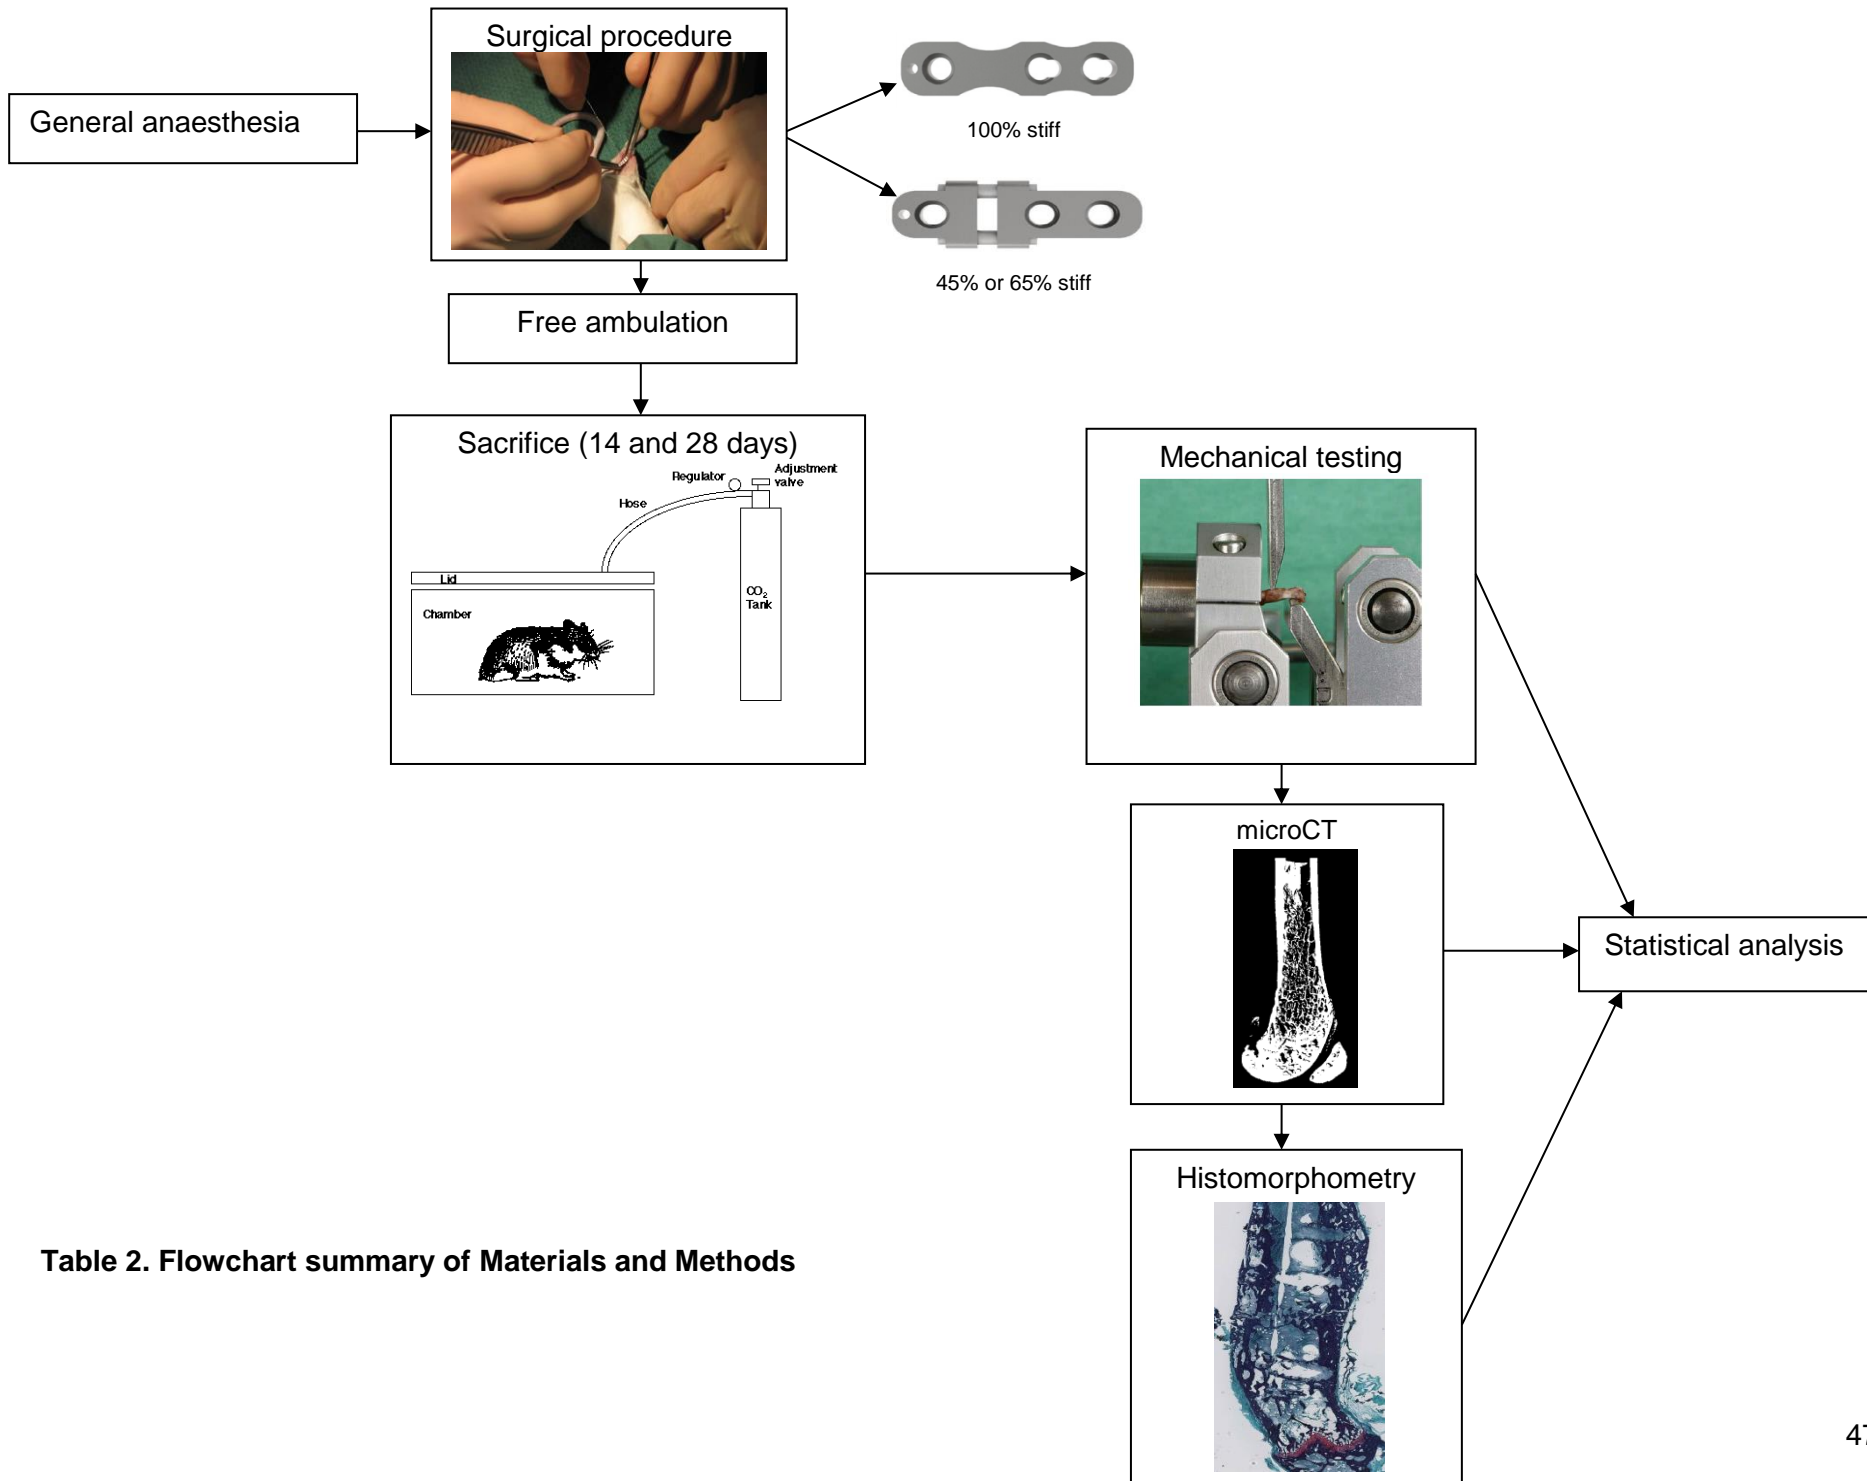 Surgical procedure
General anaesthesia
100% stiff
45% or 65% stiff
Free ambulation
Sacrifice (14 and 28 days)
Regulator
Adjustment
valve
Hose
Lid
Chamber
CO₂
Tank
Mechanical testing
microCT
Statistical analysis
Histomorphometry
Table 2. Flowchart summary of Materials and Methods
47